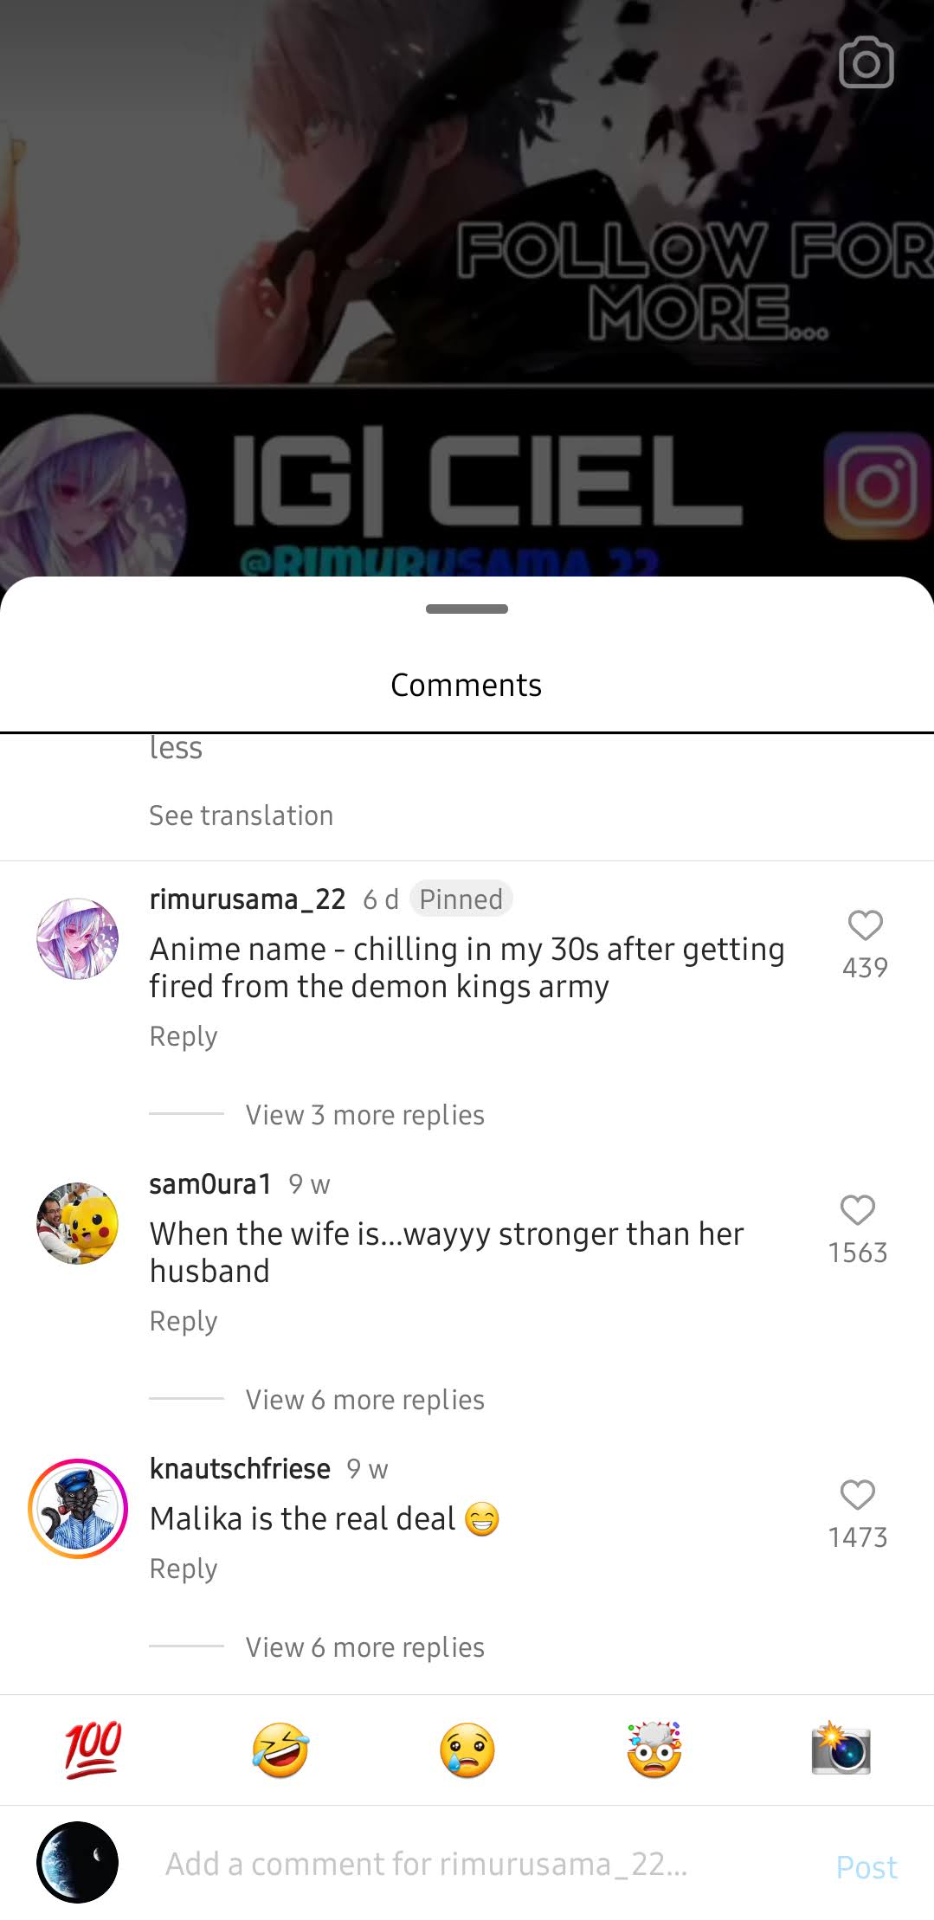 FOLLOW FOR
MORE...
IG| CIEL
@RIMURUSAMA_22
Comments
less
See translation
rimurusama_22 6 d Pinned
Anime name - chilling in my 30s after getting
fired from the demon kings army
439
Reply
View 3 more replies
sam0ura1 9 w
When the wife is...wayyy stronger than her
husband
1563
Reply
View 6 more replies
knautschfriese 9 w
Malika is the real deal 😁
1473
Reply
View 6 more replies
💯 🤣 😢 🤯 📸
Add a comment for rimurusama_22...
Post